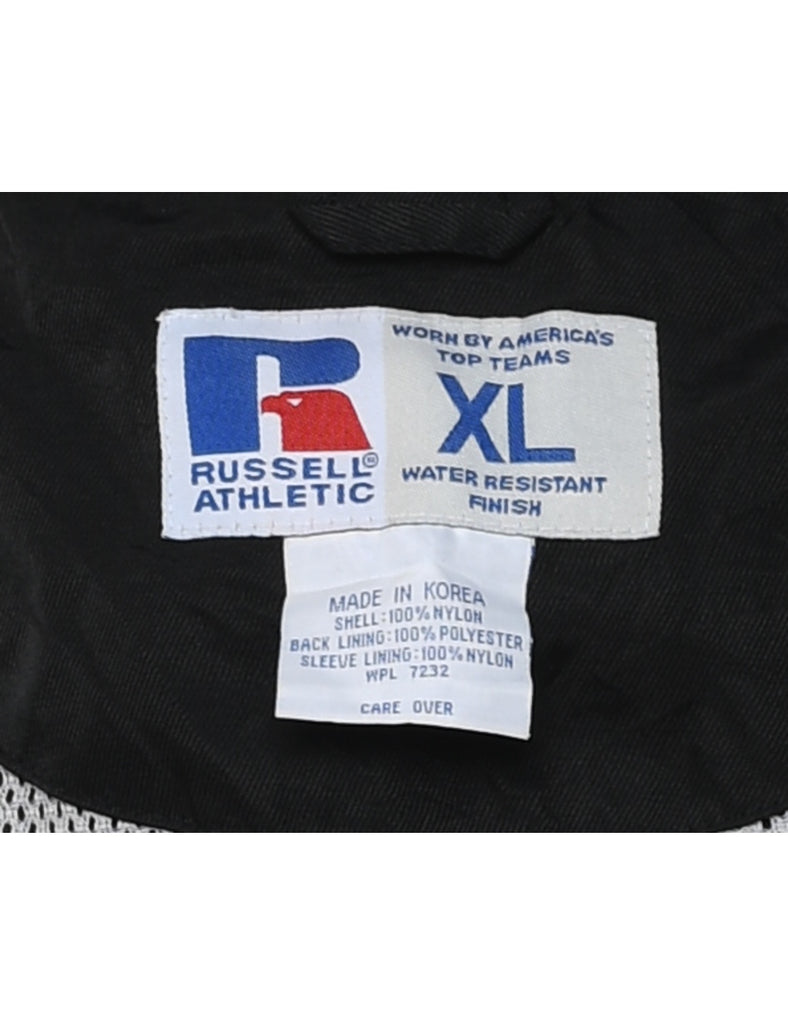 RUSSELL®
ATHLETIC
WORN BY AMERICA'S
TOP TEAMS
XL
WATER RESISTANT
FINISH
MADE IN KOREA
SHELL:100% NYLON
BACK LINING:100% POLYESTER
SLEEVE LINING:100% NYLON
WPL 7232
CARE OVER